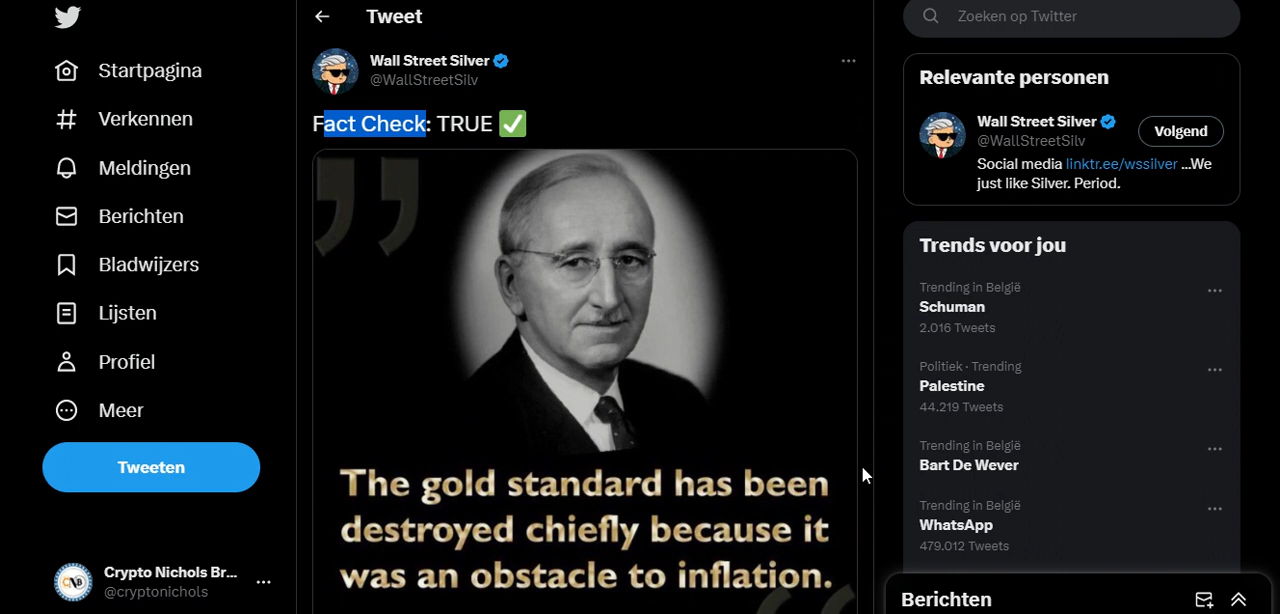 Tweet
Zoeken op Twitter
Startpagina
Verkennen
Meldingen
Berichten
Bladwijzers
Lijsten
Profiel
Meer
Tweeten
Crypto Nichols Br...
@cryptonichols
CNB
Wall Street Silver
@WallStreetSilv
Fact Check: TRUE ✅
The gold standard has been
destroyed chiefly because it
was an obstacle to inflation.
Relevante personen
Wall Street Silver
@WallStreetSilv
Volgend
Social media linktr.ee/wssilver ...We
just like Silver. Period.
Trends voor jou
Trending in België
Schuman
2.016 Tweets
Politiek · Trending
Palestine
44.219 Tweets
Trending in België
Bart De Wever
Trending in België
WhatsApp
479.012 Tweets
Berichten